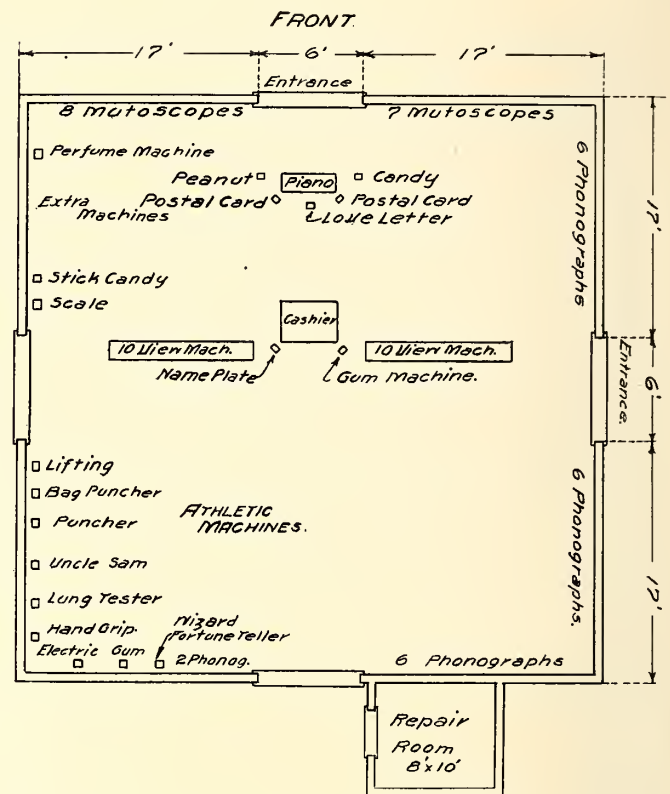 FRONT.
17' 6' 17'
Entrance
8 Mutoscopes 7 Mutoscopes
Perfume Machine
Peanut Piano Candy
Extra Machines
Postal Card Postal Card
Love Letter
6 Phonographs
17'
Stick Candy
Scale
Cashier
10 View Mach. 10 View Mach.
Name Plate Gum Machine.
Entrance.
6'
Lifting
Bag Puncher
Puncher
ATHLETIC
MACHINES.
Uncle Sam
Lung Tester
Hand Grip.
6 Phonographs.
17'
Wizard
Fortune Teller
Electric Gum 2 Phonog. 6 Phonographs
Repair
Room
8'x10'